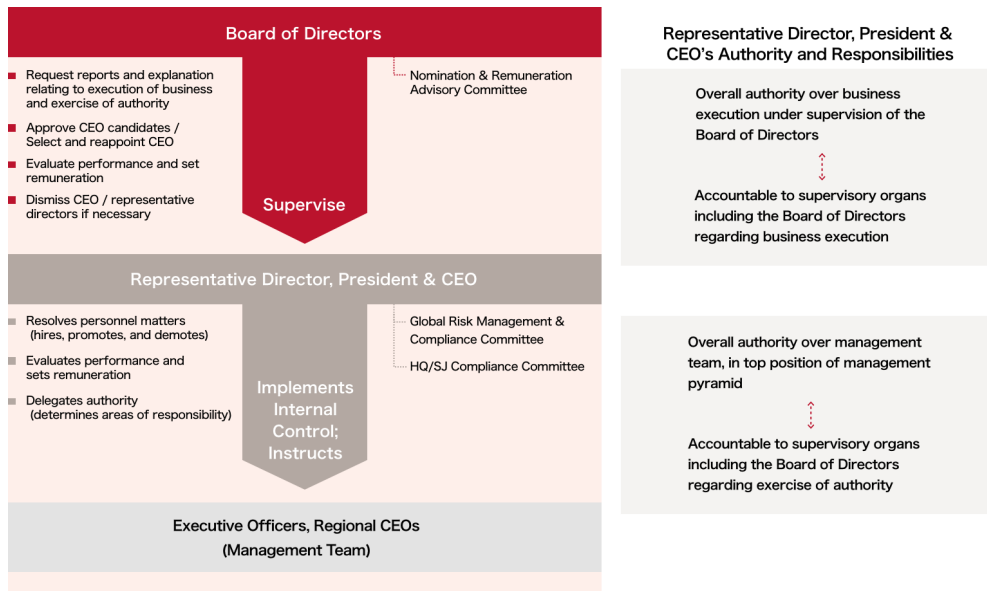 Board of Directors
Request reports and explanation
relating to execution of business
and exercise of authority
Approve CEO candidates /
Select and reappoint CEO
Evaluate performance and set
remuneration
Dismiss CEO / representative
directors if necessary
Supervise
Nomination & Remuneration
Advisory Committee
Representative Director, President & CEO
Resolves personnel matters
(hires, promotes, and demotes)
Evaluates performance and
sets remuneration
Delegates authority
(determines areas of responsibility)
Implements
Internal
Control;
Instructs
Global Risk Management &
Compliance Committee
HQ/SJ Compliance Committee
Executive Officers, Regional CEOs
(Management Team)
Representative Director, President &
CEO's Authority and Responsibilities
Overall authority over business
execution under supervision of the
Board of Directors
Accountable to supervisory organs
including the Board of Directors
regarding business execution
Overall authority over management
team, in top position of management
pyramid
Accountable to supervisory organs
including the Board of Directors
regarding exercise of authority